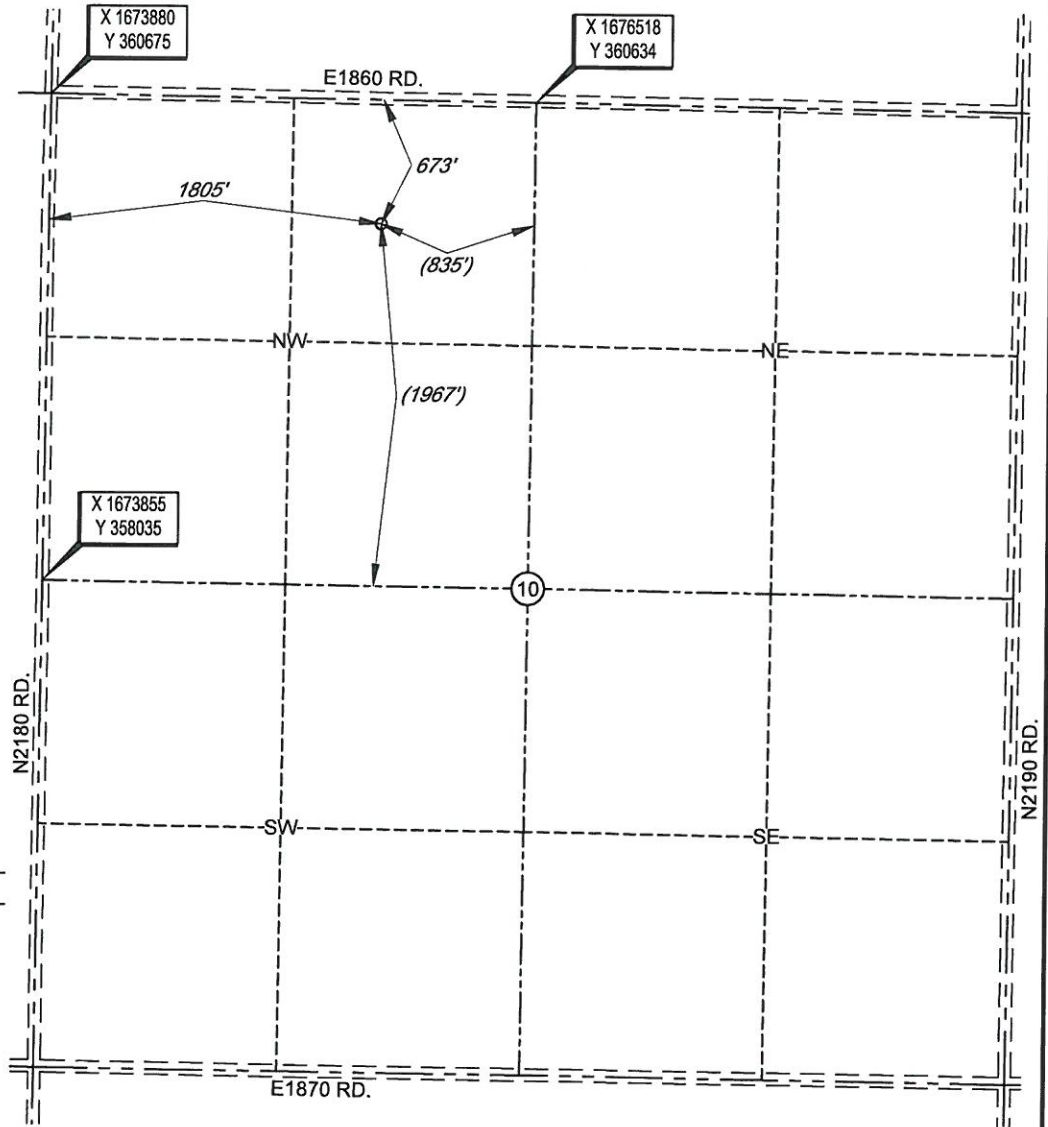 X 1673880
Y 360675
X 1676518
Y 360634
E1860 RD.
673'
1805'
(835')
NW
NE
(1967')
X 1673855
Y 358035
10
N2180 RD.
N2190 RD.
SW
SE
E1870 RD.